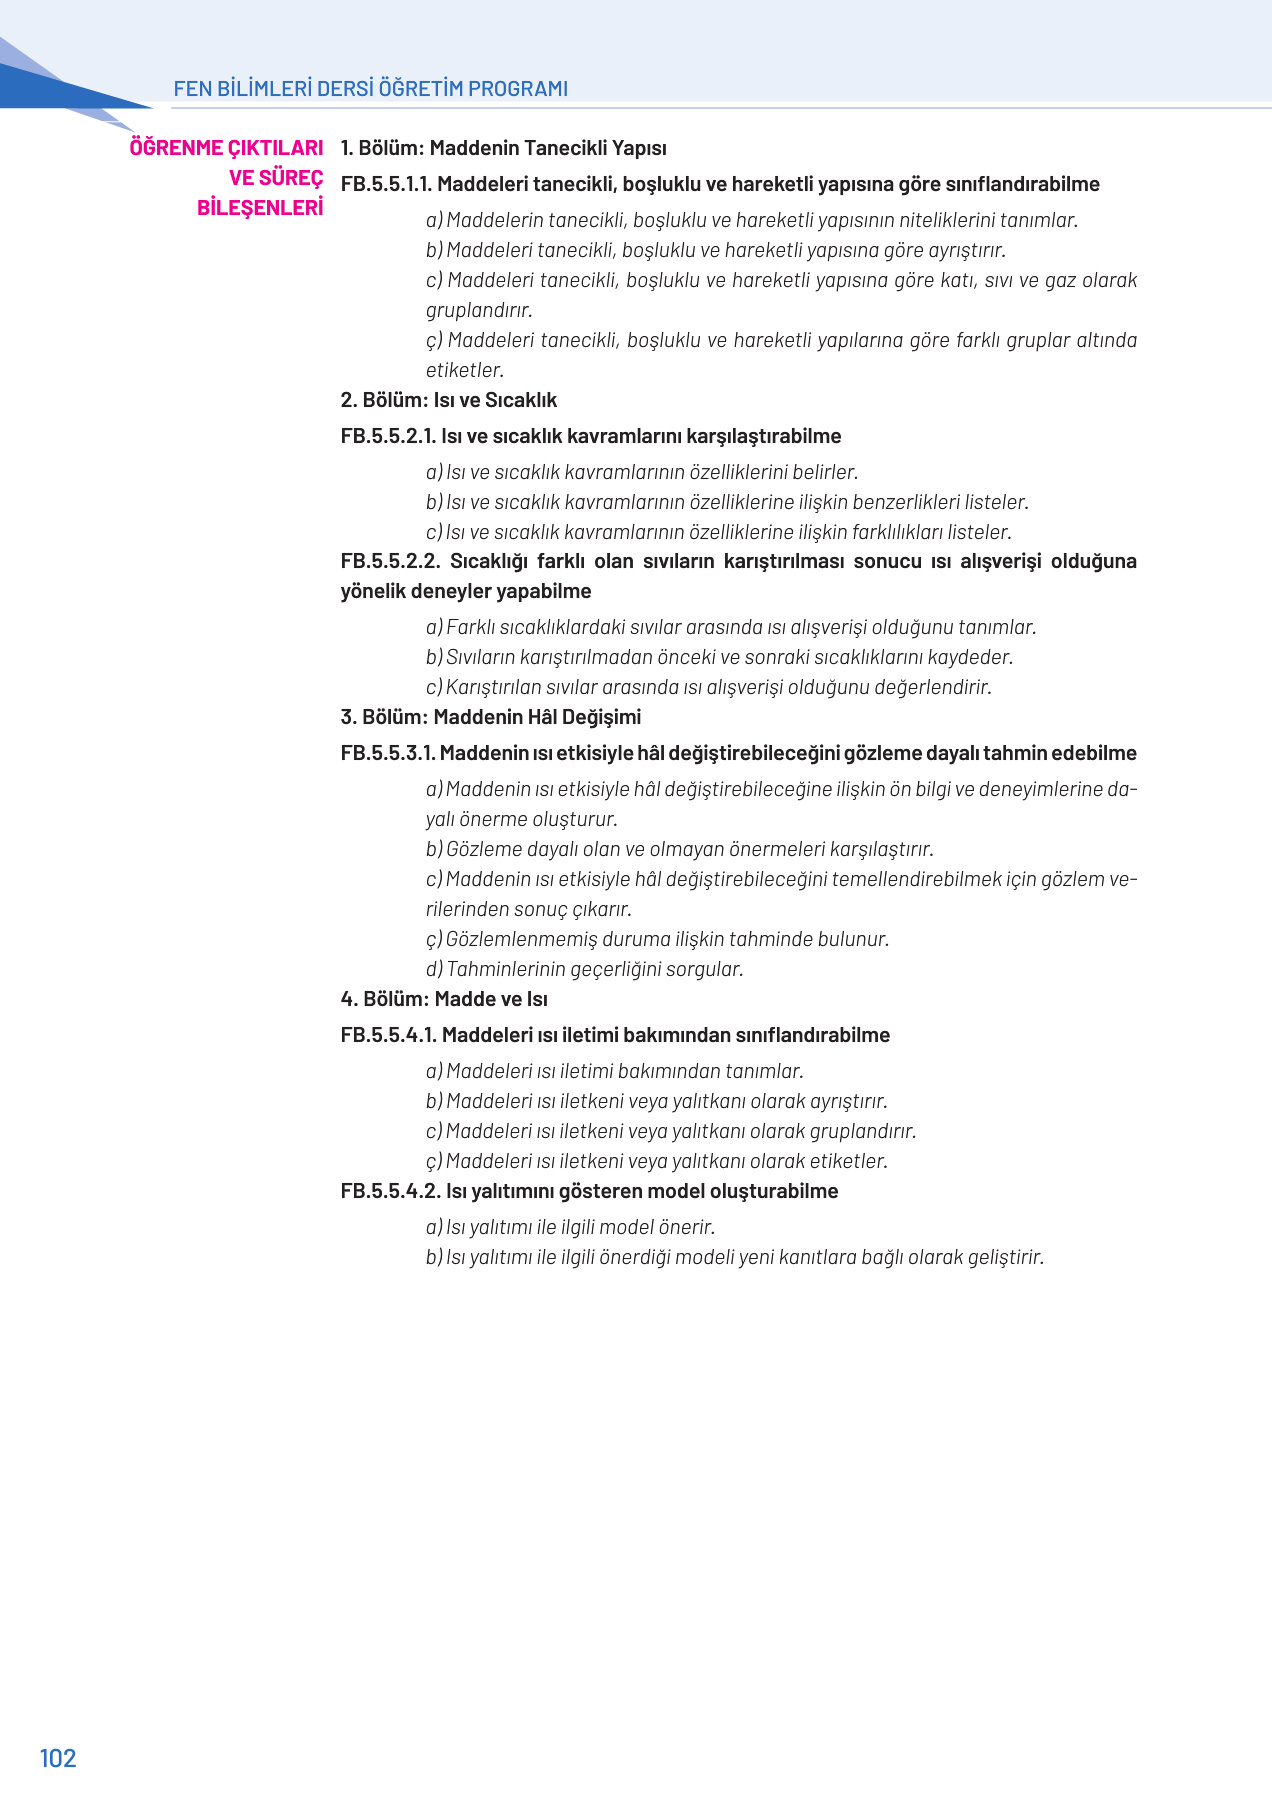 FEN BİLİMLERİ DERSİ ÖĞRETİM PROGRAMI
ÖĞRENME ÇIKTILARI
VE SÜREÇ
BİLEŞENLERİ
1. Bölüm: Maddenin Tanecikli Yapısı
FB.5.5.1.1. Maddeleri tanecikli, boşluklu ve hareketli yapısına göre sınıflandırabilme
a) Maddelerin tanecikli, boşluklu ve hareketli yapısının niteliklerini tanımlar.
b) Maddeleri tanecikli, boşluklu ve hareketli yapısına göre ayrıştırır.
c) Maddeleri tanecikli, boşluklu ve hareketli yapısına göre katı, sıvı ve gaz olarak
gruplandırır.
ç) Maddeleri tanecikli, boşluklu ve hareketli yapılarına göre farklı gruplar altında
etiketler.
2. Bölüm: Isı ve Sıcaklık
FB.5.5.2.1. Isı ve sıcaklık kavramlarını karşılaştırabilme
a) Isı ve sıcaklık kavramlarının özelliklerini belirler.
b) Isı ve sıcaklık kavramlarının özelliklerine ilişkin benzerlikleri listeler.
c) Isı ve sıcaklık kavramlarının özelliklerine ilişkin farklılıkları listeler.
FB.5.5.2.2. Sıcaklığı farklı olan sıvıların karıştırılması sonucu ısı alışverişi olduğuna
yönelik deneyler yapabilme
a) Farklı sıcaklıklardaki sıvılar arasında ısı alışverişi olduğunu tanımlar.
b) Sıvıların karıştırılmadan önceki ve sonraki sıcaklıklarını kaydeder.
c) Karıştırılan sıvılar arasında ısı alışverişi olduğunu değerlendirir.
3. Bölüm: Maddenin Hâl Değişimi
FB.5.5.3.1. Maddenin ısı etkisiyle hâl değiştirebileceğini gözleme dayalı tahmin edebilme
a) Maddenin ısı etkisiyle hâl değiştirebileceğine ilişkin ön bilgi ve deneyimlerine da-
yalı önerme oluşturur.
b) Gözleme dayalı olan ve olmayan önermeleri karşılaştırır.
c) Maddenin ısı etkisiyle hâl değiştirebileceğini temellendirebilmek için gözlem ve-
rilerinden sonuç çıkarır.
ç) Gözlemlenmemiş duruma ilişkin tahminde bulunur.
d) Tahminlerinin geçerliğini sorgular.
4. Bölüm: Madde ve Isı
FB.5.5.4.1. Maddeleri ısı iletimi bakımından sınıflandırabilme
a) Maddeleri ısı iletimi bakımından tanımlar.
b) Maddeleri ısı iletkeni veya yalıtkanı olarak ayrıştırır.
c) Maddeleri ısı iletkeni veya yalıtkanı olarak gruplandırır.
ç) Maddeleri ısı iletkeni veya yalıtkanı olarak etiketler.
FB.5.5.4.2. Isı yalıtımını gösteren model oluşturabilme
a) Isı yalıtımı ile ilgili model önerir.
b) Isı yalıtımı ile ilgili önerdiği modeli yeni kanıtlara bağlı olarak geliştirir.
102